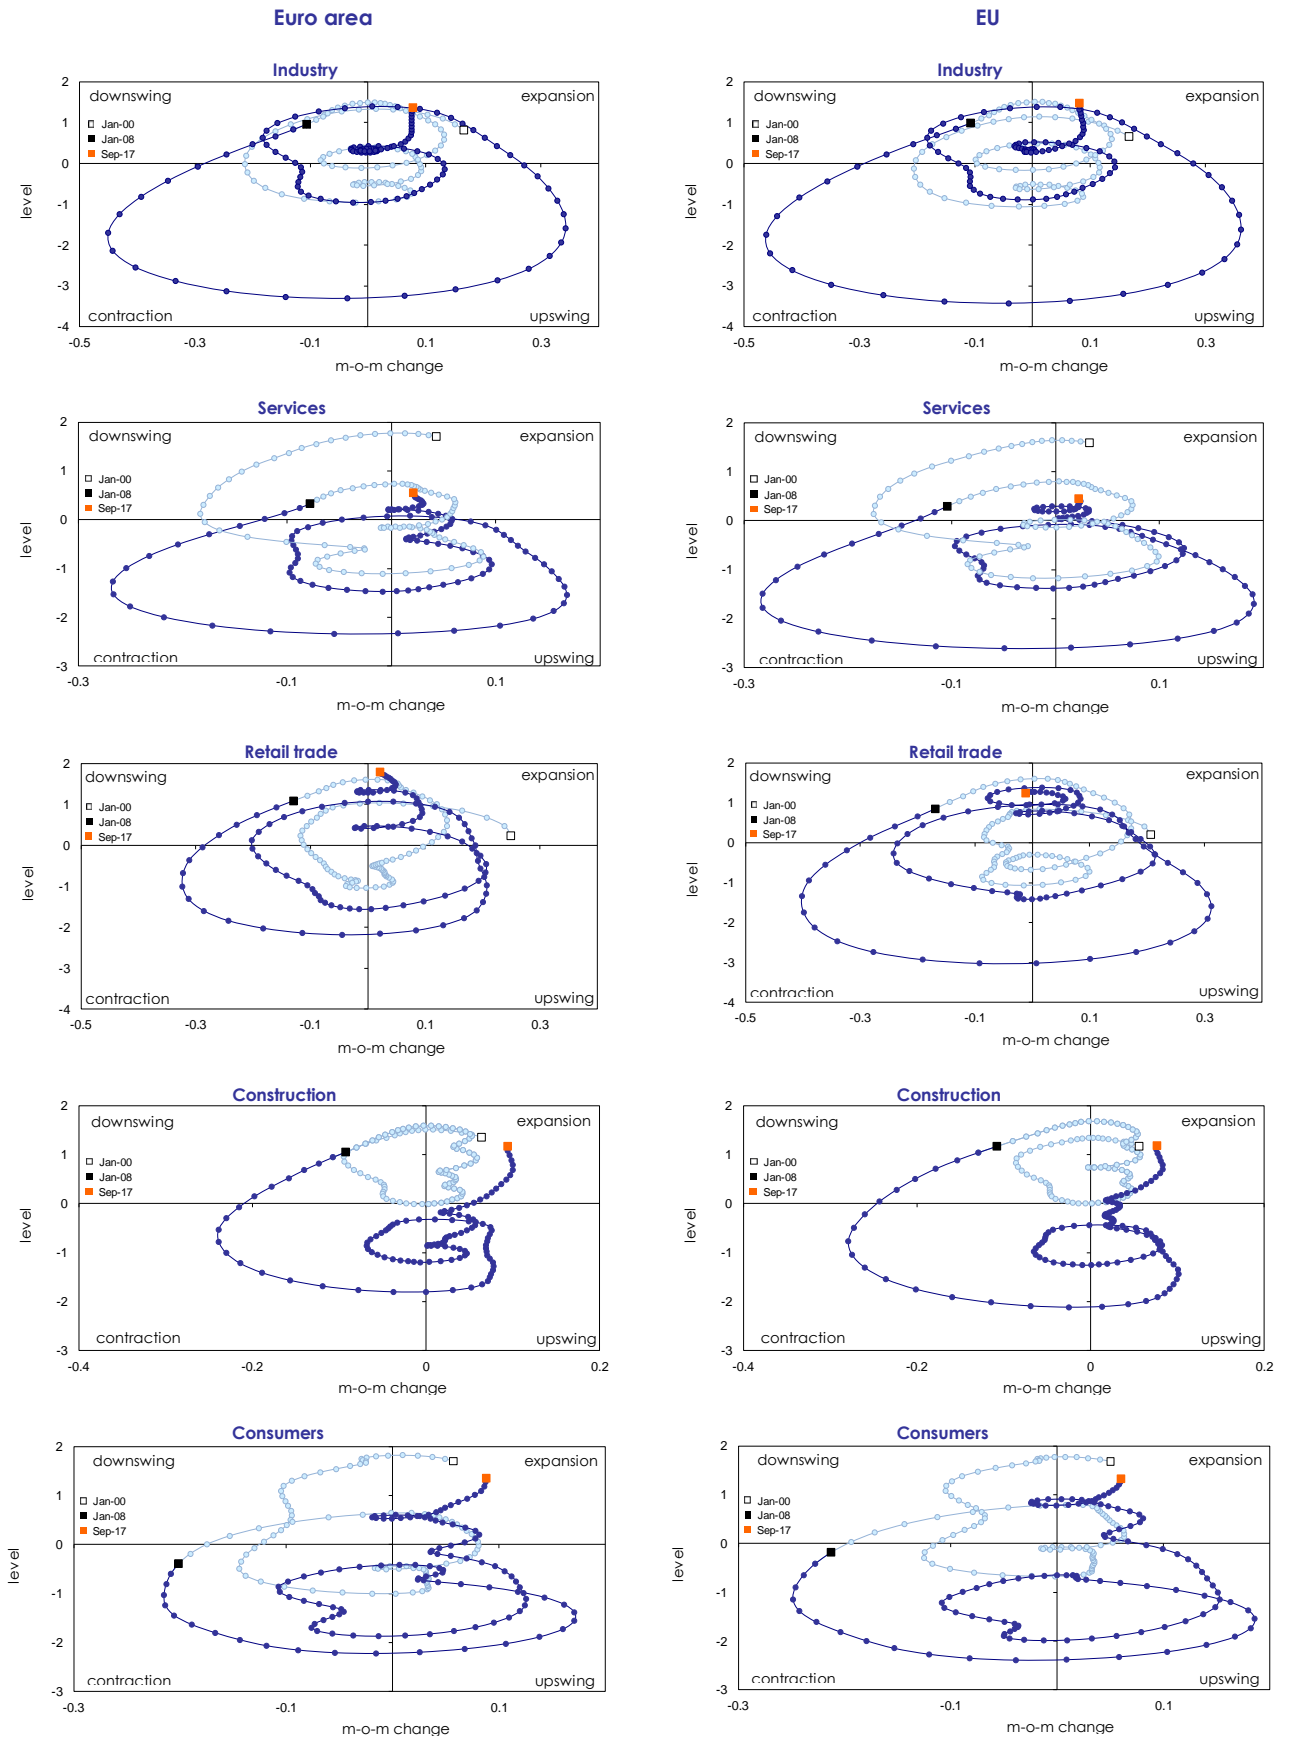 Euro area
EU
Industry
2
1
0
-1
-2
-3
-4
level
downswing
expansion
Jan-00
Jan-08
Sep-17
contraction
upswing
-0.5
-0.3
-0.1
0.1
0.3
m-o-m change
Industry
2
1
0
-1
-2
-3
-4
level
downswing
expansion
Jan-00
Jan-08
Sep-17
contraction
upswing
-0.5
-0.3
-0.1
0.1
0.3
m-o-m change
Services
2
1
0
-1
-2
-3
level
downswing
expansion
Jan-00
Jan-08
Sep-17
contraction
upswing
-0.3
-0.1
0.1
m-o-m change
Services
2
1
0
-1
-2
-3
level
downswing
expansion
Jan-00
Jan-08
Sep-17
contraction
upswing
-0.3
-0.1
0.1
m-o-m change
Retail trade
2
1
0
-1
-2
-3
-4
level
downswing
expansion
Jan-00
Jan-08
Sep-17
contraction
upswing
-0.5
-0.3
-0.1
0.1
0.3
m-o-m change
Retail trade
2
1
0
-1
-2
-3
-4
level
downswing
expansion
Jan-00
Jan-08
Sep-17
contraction
upswing
-0.5
-0.3
-0.1
0.1
0.3
m-o-m change
Construction
2
1
0
-1
-2
-3
level
downswing
expansion
Jan-00
Jan-08
Sep-17
contraction
upswing
-0.4
-0.2
0
0.2
m-o-m change
Construction
2
1
0
-1
-2
-3
level
downswing
expansion
Jan-00
Jan-08
Sep-17
contraction
upswing
-0.4
-0.2
0
0.2
m-o-m change
Consumers
2
1
0
-1
-2
-3
level
downswing
expansion
Jan-00
Jan-08
Sep-17
contraction
upswing
-0.3
-0.1
0.1
m-o-m change
Consumers
2
1
0
-1
-2
-3
level
downswing
expansion
Jan-00
Jan-08
Sep-17
contraction
upswing
-0.3
-0.1
0.1
m-o-m change